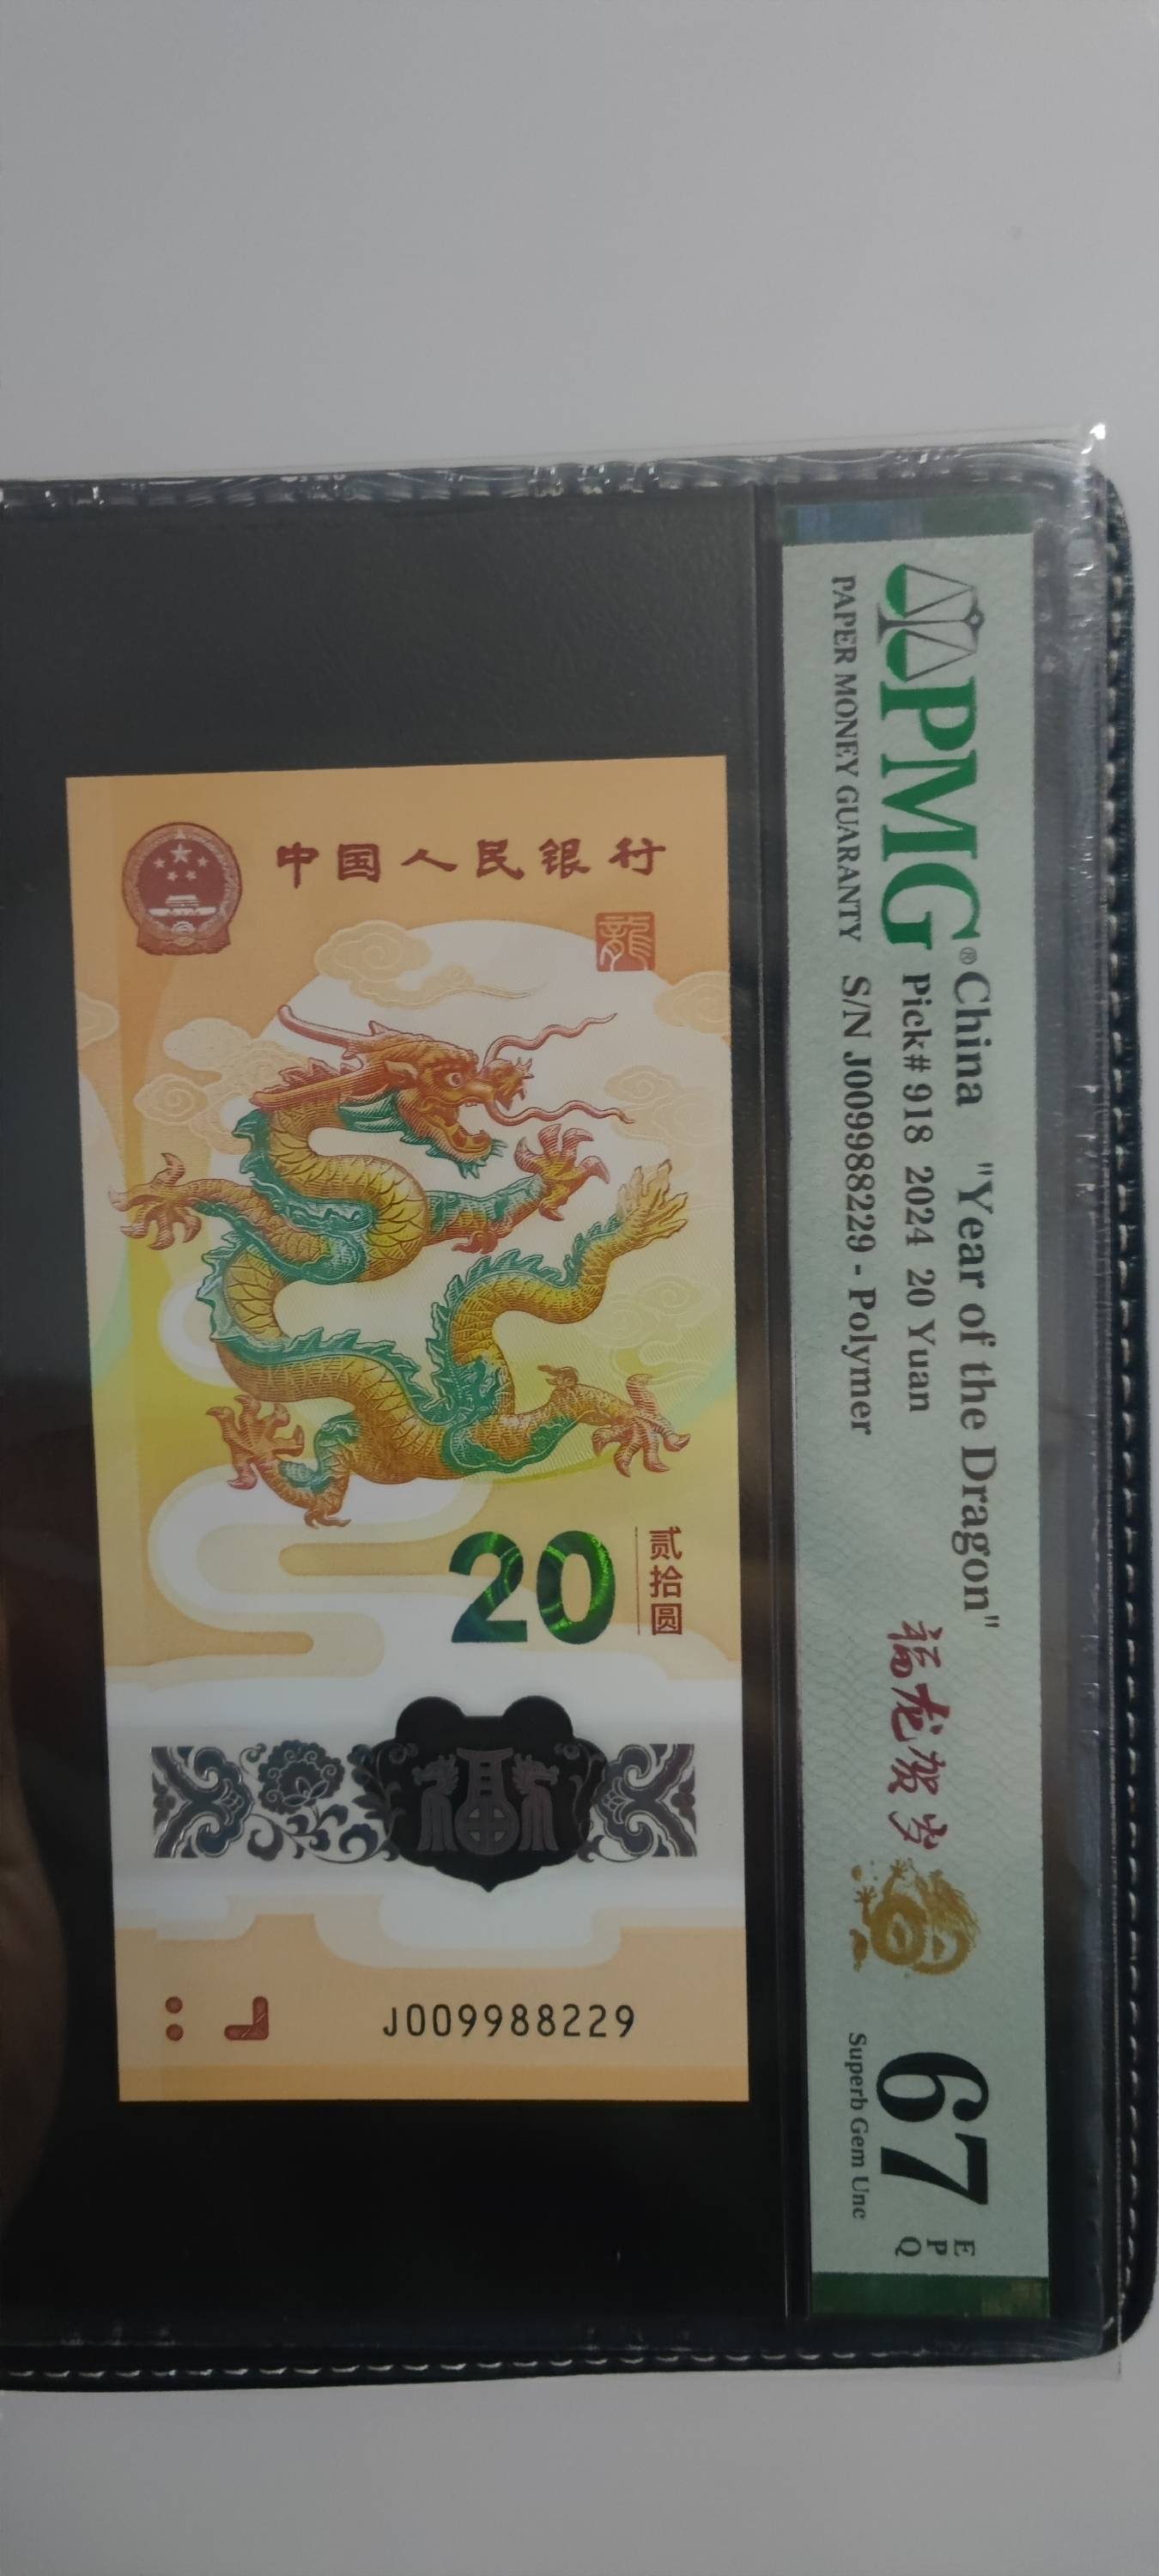 PMG®
PAPER MONEY GUARANTY
China "Year of the Dragon"
Pick# 918 2024 20 Yuan
S/N J009988229 - Polymer
福龙贺岁
67
EPQ
Superb Gem Unc
中国人民银行
龍
20
贰拾圆
福
J009988229